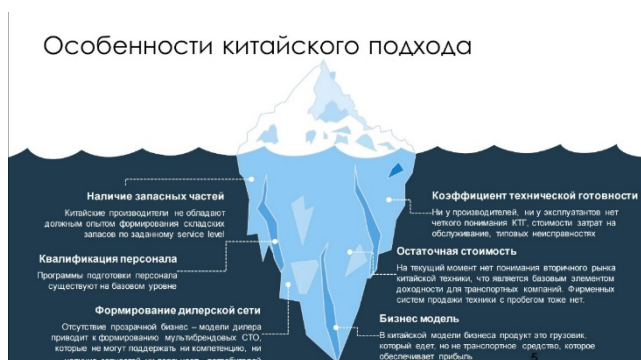 Особенности китайского подхода
Наличие запасных частей
Китайские производители не обладают
должным опытом формирования складских
запасов по заданному service level
Квалификация персонала
Программы подготовки персонала
существуют на базовом уровне
Формирование дилерской сети
Отсутствие прозрачной бизнес – модели дилера
приводит к формированию мультибрендовых СТО,
которые не могут поддержать ни компетенцию, ни
Коэффициент технической готовности
Ни у производителей, ни у эксплуатантов нет
четкого понимания КТГ, стоимости затрат на
обслуживание, типовых неисправностях
Остаточная стоимость
На текущий момент нет понимания вторичного рынка
китайской техники, что является базовым элементом
доходности для транспортных компаний. Фирменных
систем продажи техники с пробегом тоже нет.
Бизнес модель
В китайской модели бизнеса продукт это грузовик,
который едет, но не транспортное средство, которое
обеспечивает прибыль
5